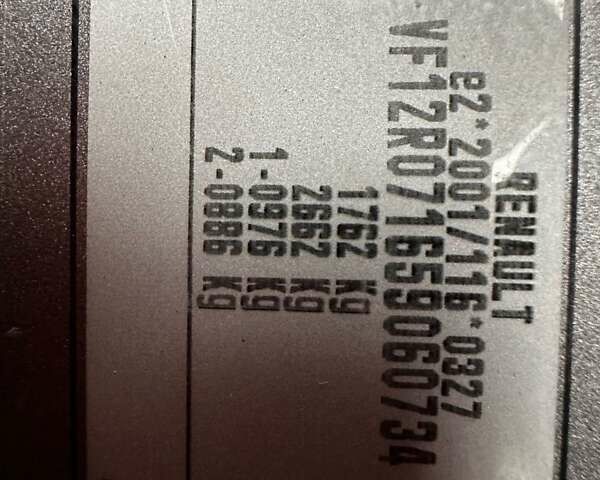 RENAULT
e2*2001/116*0327
VF12R071659060734
1762 Kg
2662 Kg
1-0976 Kg
2-0886 Kg